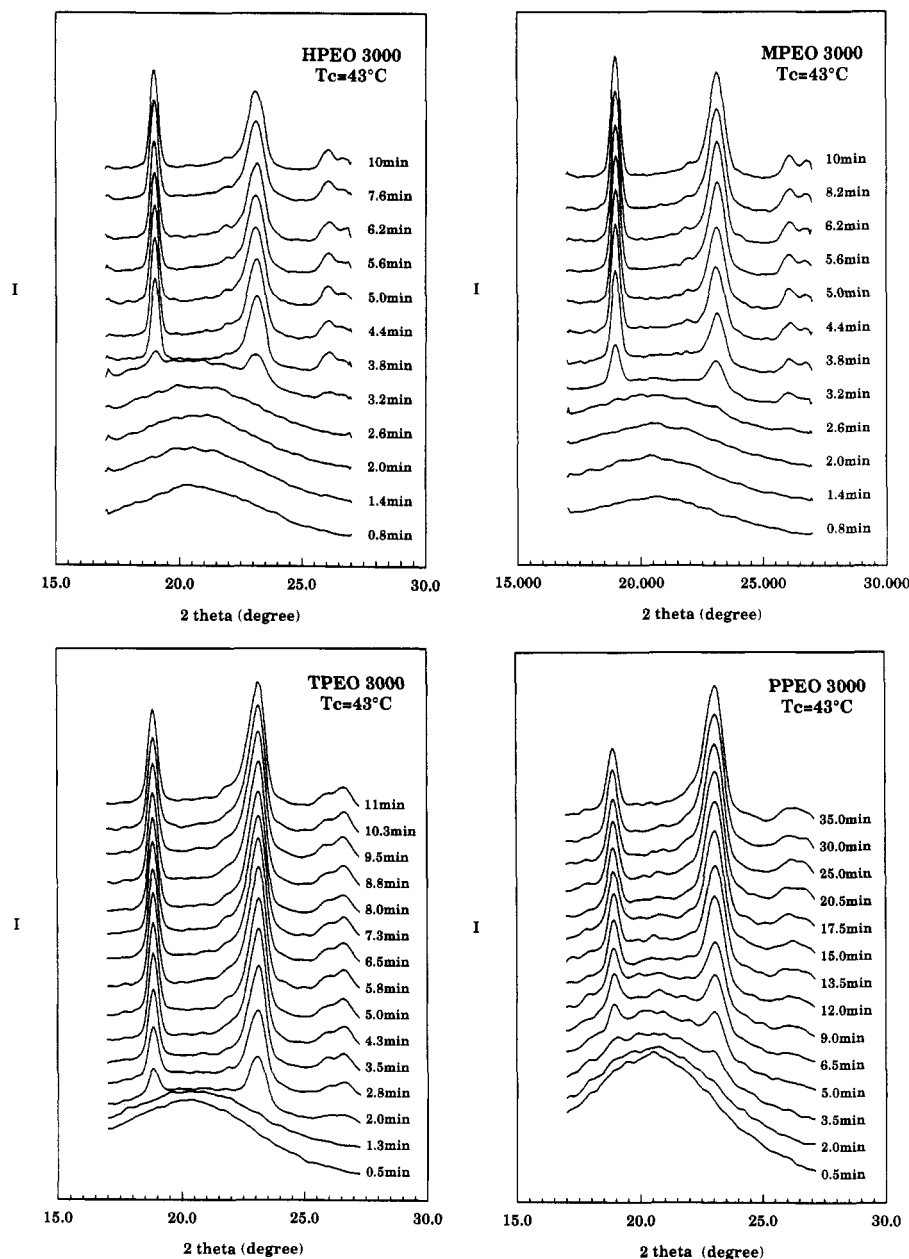 HPEO 3000
Tc=43°C
10min
7.6min
6.2min
5.6min
5.0min
4.4min
3.8min
3.2min
2.6min
2.0min
1.4min
0.8min
I
15.0 20.0 25.0 30.0
2 theta (degree)
MPEO 3000
Tc=43°C
10min
8.2min
6.2min
5.6min
5.0min
4.4min
3.8min
3.2min
2.6min
2.0min
1.4min
0.8min
I
15.000 20.000 25.000 30.000
2 theta (degree)
TPEO 3000
Tc=43°C
11min
10.3min
9.5min
8.8min
8.0min
7.3min
6.5min
5.8min
5.0min
4.3min
3.5min
2.8min
2.0min
1.3min
0.5min
I
15.0 20.0 25.0 30.0
2 theta (degree)
PPEO 3000
Tc=43°C
35.0min
30.0min
25.0min
20.5min
17.5min
15.0min
13.5min
12.0min
9.0min
6.5min
5.0min
3.5min
2.0min
0.5min
I
15.0 20.0 25.0 30.0
2 theta (degree)